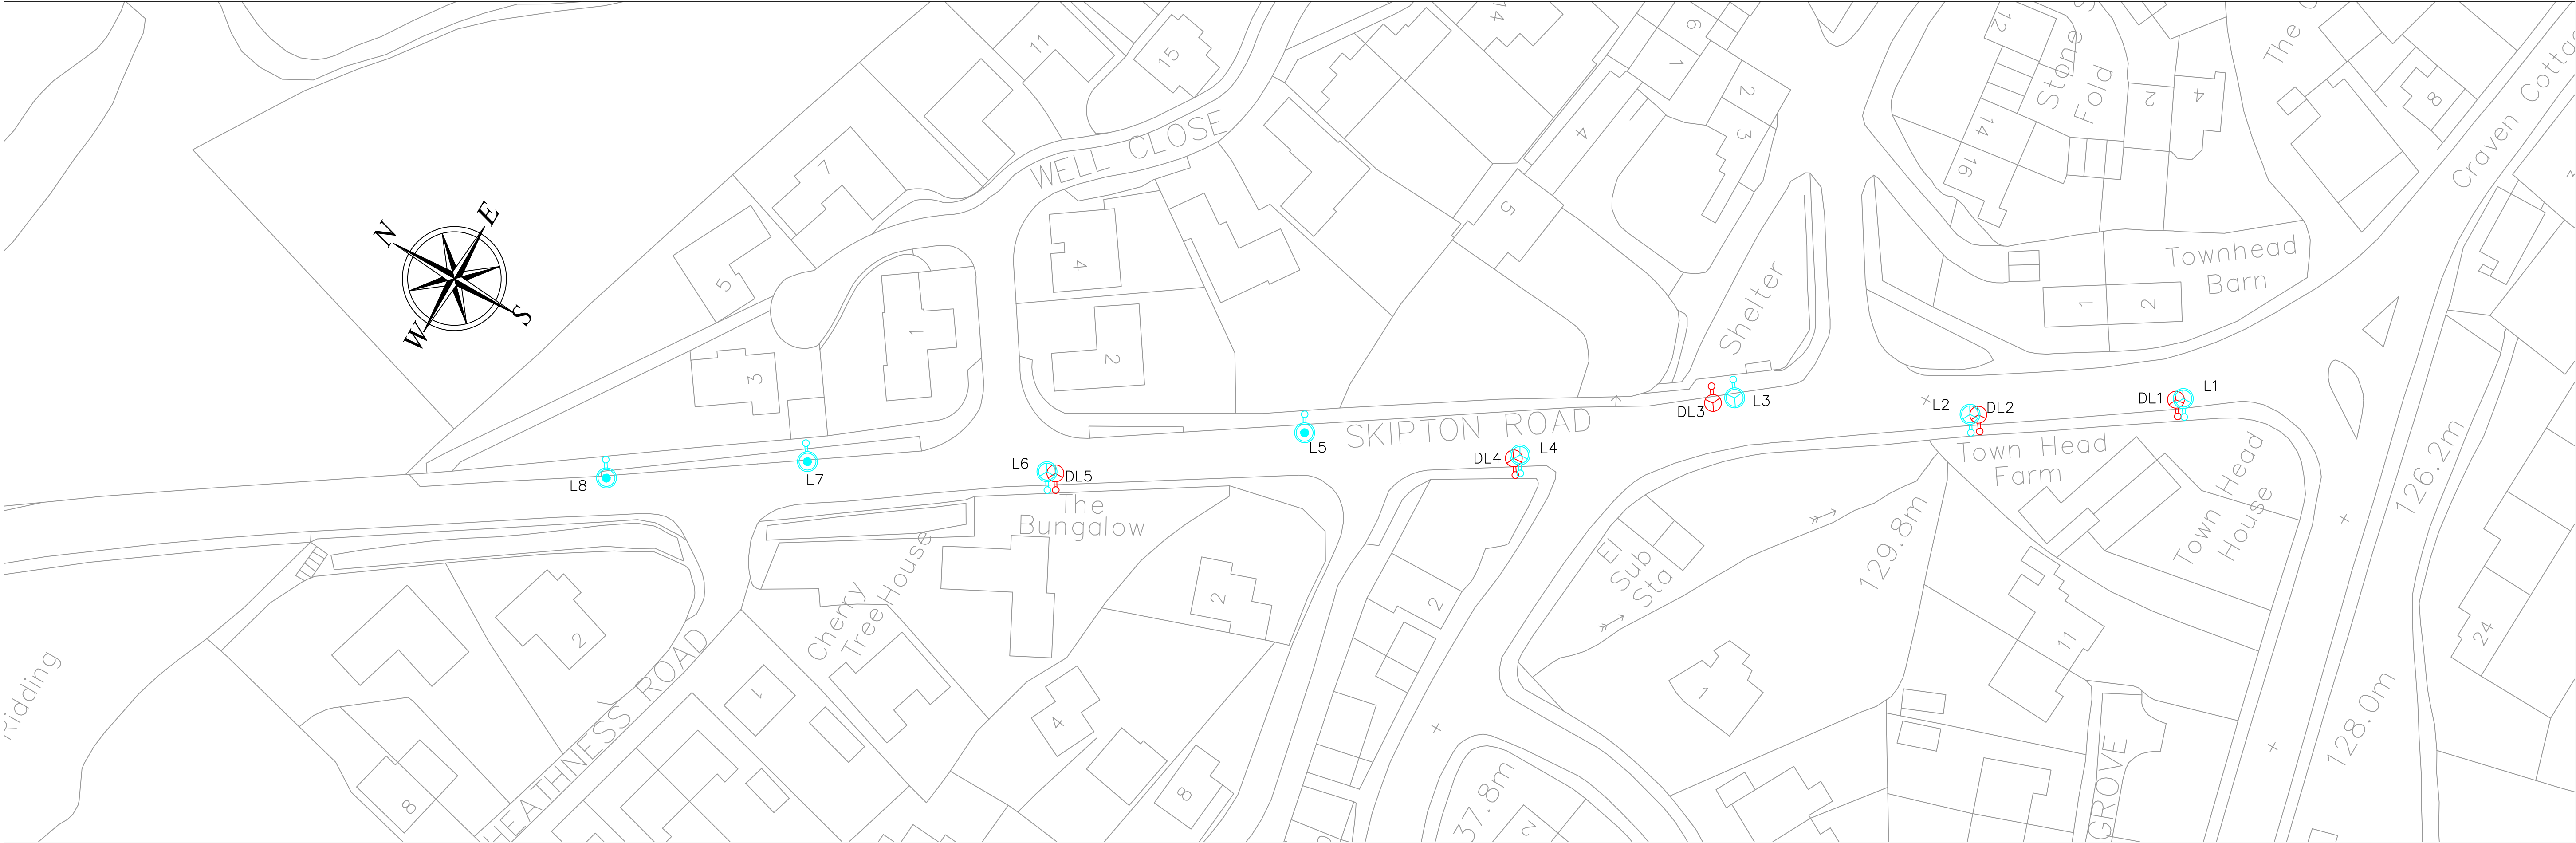 11
15
14
6
1
2
3
4
12
14
16
Stone S
Fold
2
4
The C
8
Craven Cotta
WELL CLOSE
7
5
N
E
S
W
3
1
4
2
5
Shelter
Townhead
Barn
1
2
L1
DL1
L2
DL2
DL3
L3
SKIPTON ROAD
L5
DL4
L4
L6
DL5
L7
L8
The
Bungalow
Town Head
Farm
Town Head
House
126.2m
129.8m
El
Sub
Sta
Cherry
Tree House
2
2
2
HEATHNESS ROAD
1
4
8
8
1
11
24
128.0m
GROVE
37.8m
2
Ridding